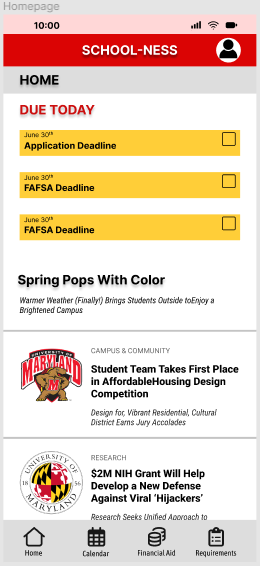 Homepage
10:00
SCHOOL-NESS
HOME
DUE TODAY
June 30th
Application Deadline
June 30th
FAFSA Deadline
June 30th
FAFSA Deadline
Spring Pops With Color
Warmer Weather (Finally!) Brings Students Outside toEnjoy a
Brightened Campus
UNIVERSITY OF
MARYLAND
CAMPUS & COMMUNITY
Student Team Takes First Place
in AffordableHousing Design
Competition
Design for, Vibrant Residential, Cultural
District Earns Jury Accolades
UNIVERSITY OF
18 56
MARYLAND
RESEARCH
$2M NIH Grant Will Help
Develop a New Defense
Against Viral ‘Hijackers’
Research Seeks Unified Approach to
Home
Calendar
Financial Aid
Requirements